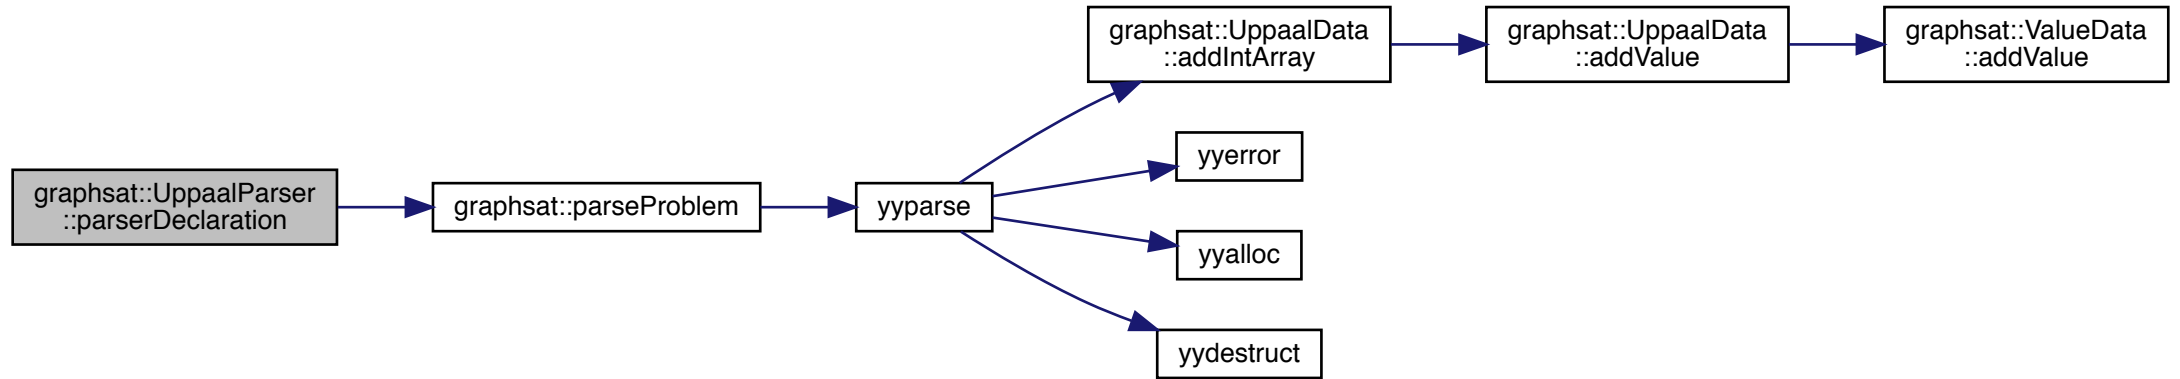 graphsat::UppaalParser
::parserDeclaration
graphsat::parseProblem
yyparse
graphsat::UppaalData
::addIntArray
graphsat::UppaalData
::addValue
graphsat::ValueData
::addValue
yyerror
yyalloc
yydestruct